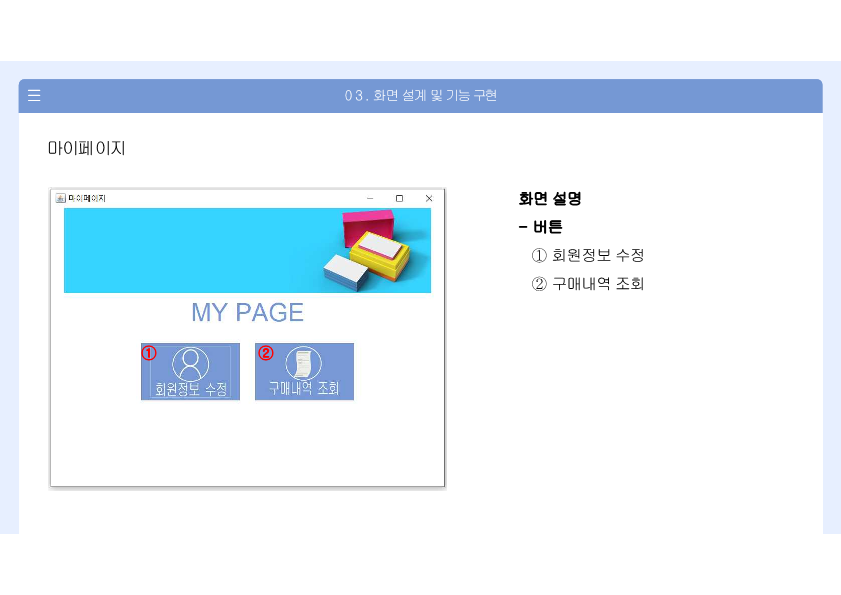 03. 화면 설계 및 기능 구현
마이페이지
마이페이지
MY PAGE
① ②
회원정보 수정 구매내역 조회
화면 설명
- 버튼
① 회원정보 수정
② 구매내역 조회